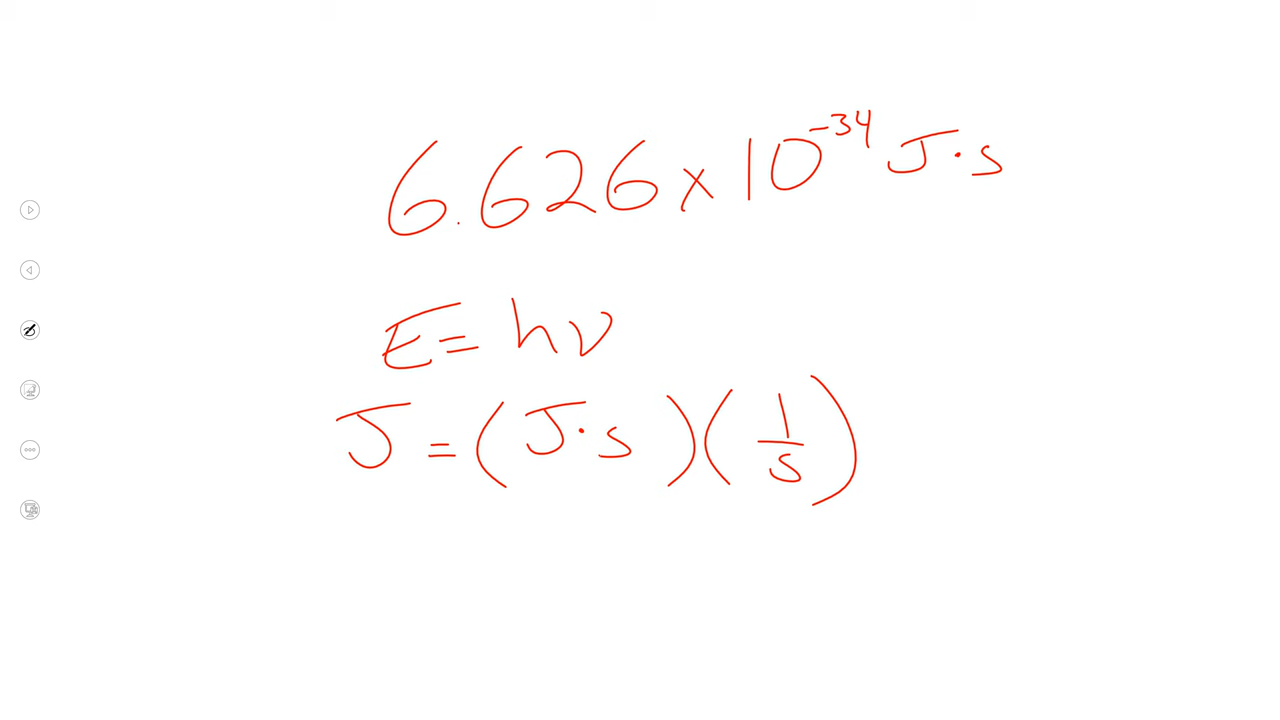 6.626 x 10⁻³⁴ J·s
E = hν
J = (J·s)(1/s)